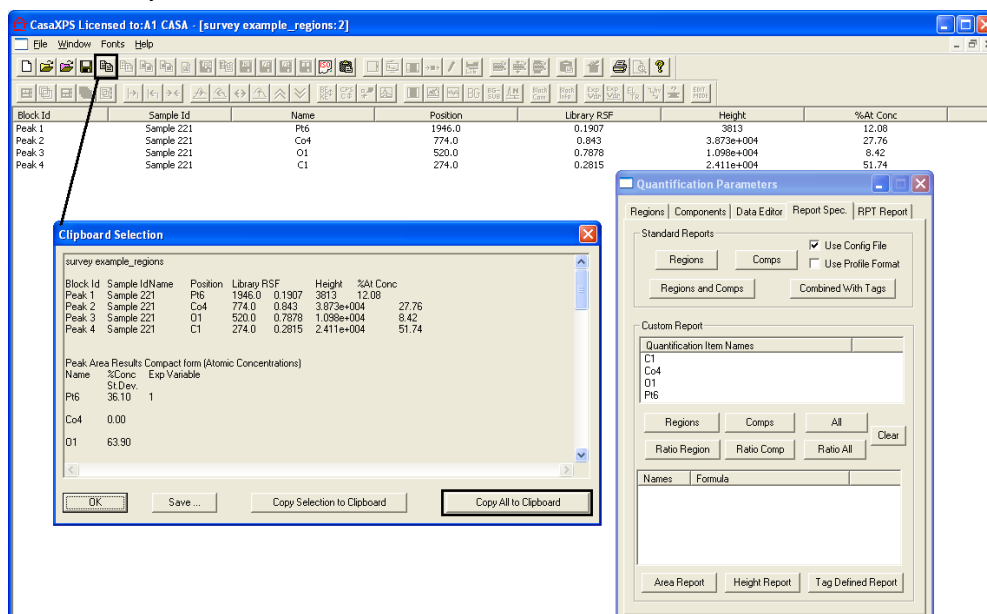 CasaXPS Licensed to:A1 CASA - [survey example_regions:2]
File Window Fonts Help
Block Id Sample Id Name Position Library RSF Height %At Conc
Peak 1 Sample 221 Pt6 1946.0 0.1907 3813 12.08
Peak 2 Sample 221 Co4 774.0 0.843 3.873e+004 27.76
Peak 3 Sample 221 O1 520.0 0.7878 1.098e+004 8.42
Peak 4 Sample 221 C1 274.0 0.2815 2.411e+004 51.74
Clipboard Selection
survey example_regions
Block Id Sample IdName Position Library RSF Height %At Conc
Peak 1 Sample 221 Pt6 1946.0 0.1907 3813 12.08
Peak 2 Sample 221 Co4 774.0 0.843 3.873e+004 27.76
Peak 3 Sample 221 O1 520.0 0.7878 1.098e+004 8.42
Peak 4 Sample 221 C1 274.0 0.2815 2.411e+004 51.74
Peak Area Results Compact form (Atomic Concentrations)
Name %Conc Exp Variable
St.Dev.
Pt6 36.10 1
Co4 0.00
O1 63.90
OK Save ... Copy Selection to Clipboard Copy All to Clipboard
Quantification Parameters
Regions Components Data Editor Report Spec. RPT Report
Standard Reports
Use Config File
Regions Comps Use Profile Format
Regions and Comps Combined With Tags
Custom Report
Quantification Item Names
C1
Co4
O1
Pt6
Regions Comps All
Clear
Ratio Region Ratio Comp Ratio All
Names Formula
Area Report Height Report Tag Defined Report